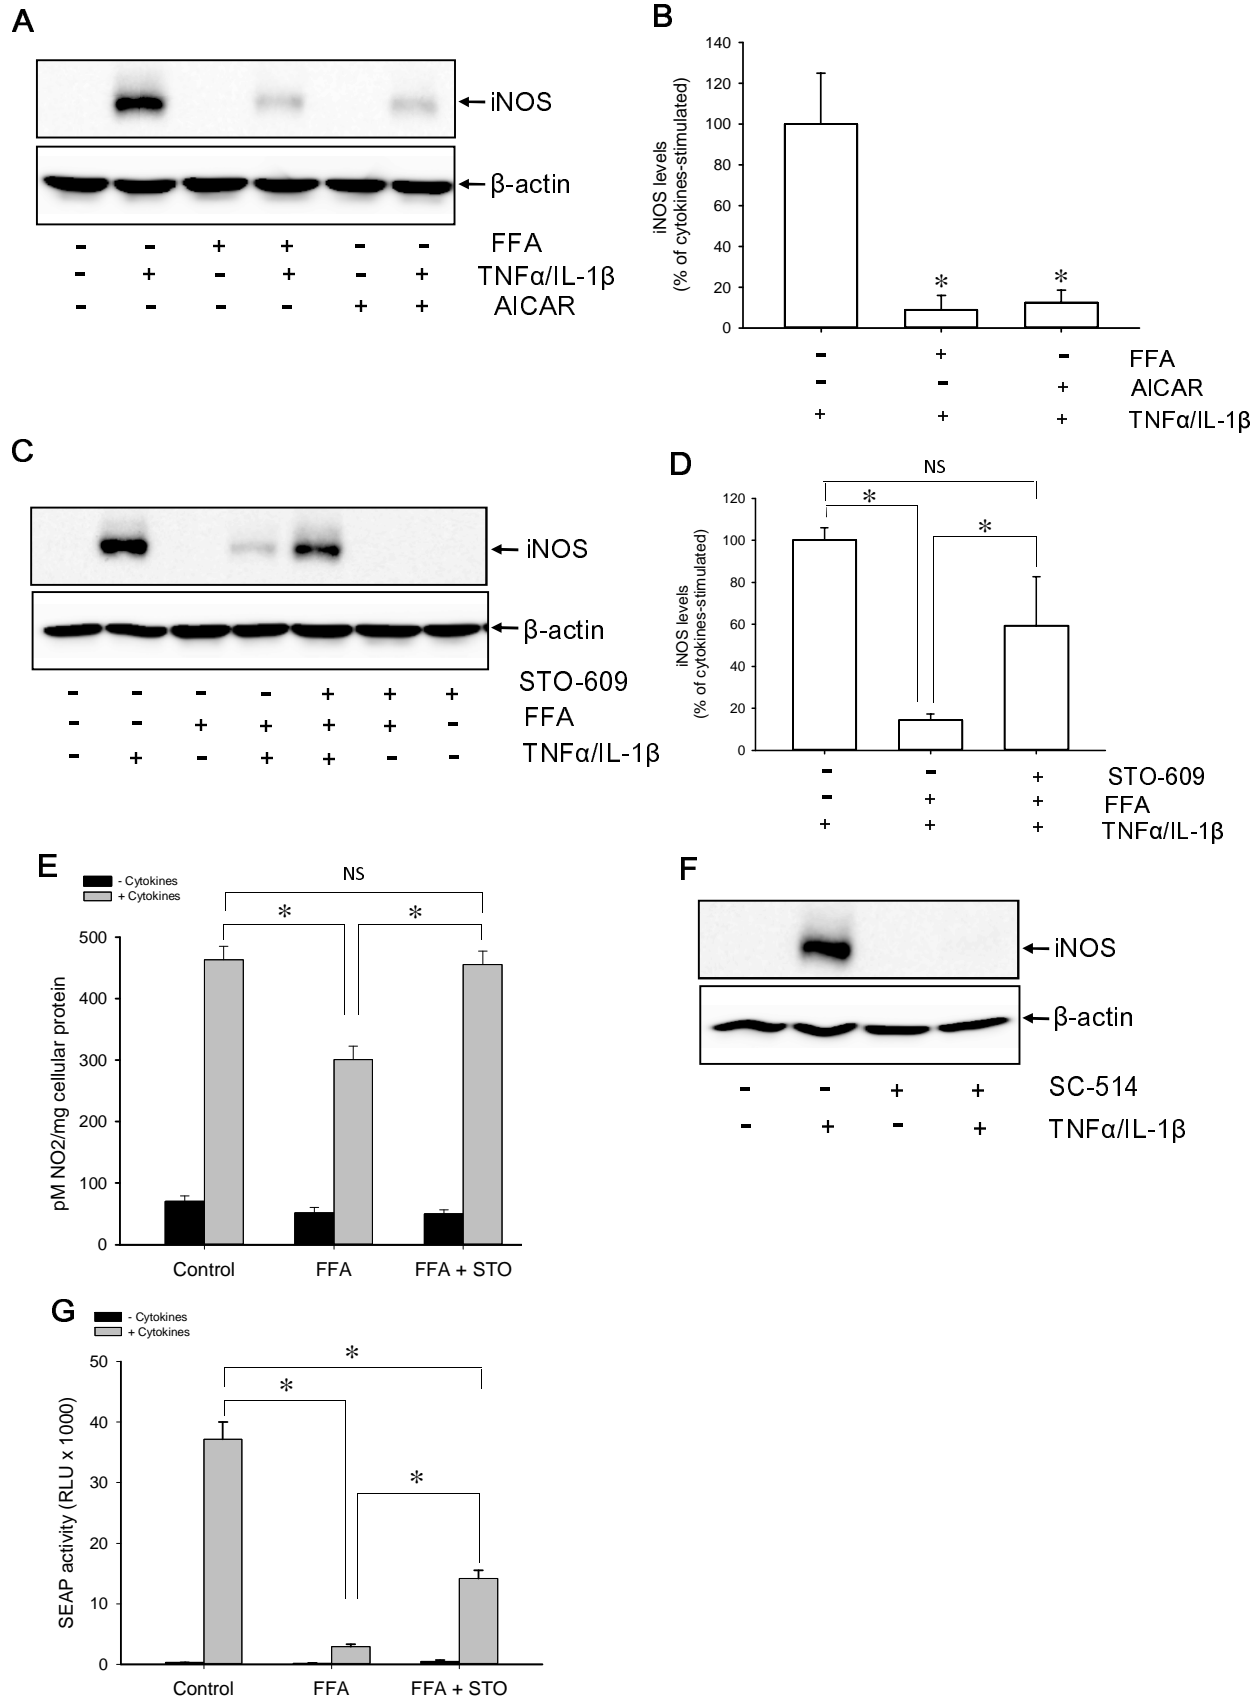 A
iNOS
β-actin
- - + + - - FFA
- + - + - + TNFα/IL-1β
- - - - + + AICAR
B
iNOS levels
(% of cytokines-stimulated)
140
120
100
80
60
40
20
0
* *
- + - FFA
- - + AICAR
+ + + TNFα/IL-1β
C
iNOS
β-actin
- - - - + + + STO-609
- - + + + + - FFA
- + - + + - - TNFα/IL-1β
D
NS
* *
iNOS levels
(% of cytokines-stimulated)
120
100
80
60
40
20
0
- - + STO-609
- + + FFA
+ + + TNFα/IL-1β
E
- Cytokines
+ Cytokines
NS
* *
pM NO2/mg cellular protein
500
400
300
200
100
0
Control FFA FFA + STO
F
iNOS
β-actin
- - + + SC-514
- + - + TNFα/IL-1β
G
- Cytokines
+ Cytokines
*
*
*
SEAP activity (RLU x 1000)
50
40
30
20
10
0
Control FFA FFA + STO